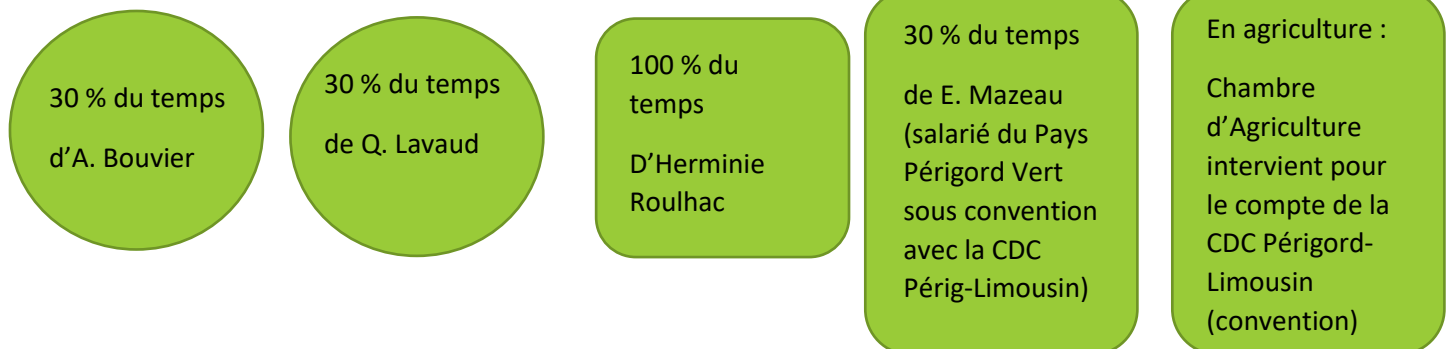 30 % du temps
d’A. Bouvier
30 % du temps
de Q. Lavaud
100 % du
temps
D’Herminie
Roulhac
30 % du temps
de E. Mazeau
(salarié du Pays
Périgord Vert
sous convention
avec la CDC
Périg-Limousin)
En agriculture :
Chambre
d’Agriculture
intervient pour
le compte de la
CDC Périgord-
Limousin
(convention)